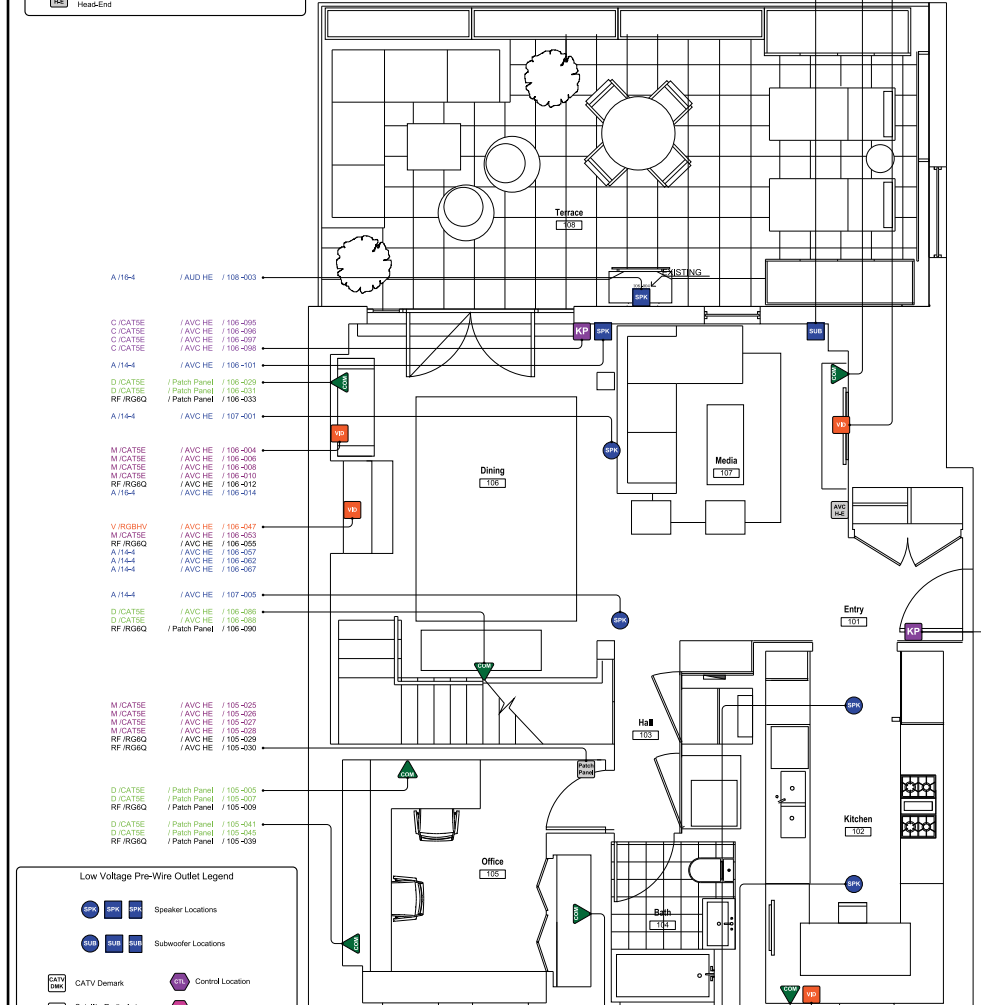 H-E
Head-End
Terrace
108
EXISTING
SPK
A /16-4 / AUD HE / 108 -003
C /CAT5E / AVC HE / 106 -095
C /CAT5E / AVC HE / 106 -096
C /CAT5E / AVC HE / 106 -097
C /CAT5E / AVC HE / 106 -098
KP
SPK
SUB
A /14-4 / AVC HE / 106 -101
D /CAT5E / Patch Panel / 106 -029
D /CAT5E / Patch Panel / 106 -031
RF /RG6Q / Patch Panel / 106 -033
COM
COM
A /14-4 / AVC HE / 107 -001
VID
VID
SPK
M /CAT5E / AVC HE / 106 -004
M /CAT5E / AVC HE / 106 -006
M /CAT5E / AVC HE / 106 -008
M /CAT5E / AVC HE / 106 -010
RF /RG6Q / AVC HE / 106 -012
A /16-4 / AVC HE / 106 -014
Dining
106
Media
107
VID
AVC
H-E
V /RGBHV / AVC HE / 106 -047
M /CAT5E / AVC HE / 106 -053
RF /RG6Q / AVC HE / 106 -055
A /14-4 / AVC HE / 106 -057
A /14-4 / AVC HE / 106 -062
A /14-4 / AVC HE / 106 -067
A /14-4 / AVC HE / 107 -005
D /CAT5E / AVC HE / 106 -086
D /CAT5E / AVC HE / 106 -088
RF /RG6Q / Patch Panel / 106 -090
SPK
Entry
101
KP
COM
SPK
Hall
103
M /CAT5E / AVC HE / 105 -025
M /CAT5E / AVC HE / 105 -026
M /CAT5E / AVC HE / 105 -027
M /CAT5E / AVC HE / 105 -028
RF /RG6Q / AVC HE / 105 -029
RF /RG6Q / AVC HE / 105 -030
COM
Patch
Panel
D /CAT5E / Patch Panel / 105 -005
D /CAT5E / Patch Panel / 105 -007
RF /RG6Q / Patch Panel / 105 -009
D /CAT5E / Patch Panel / 105 -041
D /CAT5E / Patch Panel / 105 -045
RF /RG6Q / Patch Panel / 105 -039
Kitchen
102
Office
105
SPK
Bath
104
COM
COM
COM
VID
Low Voltage Pre-Wire Outlet Legend
SPK SPK SPK Speaker Locations
SUB SUB SUB Subwoofer Locations
CATV
DMK
CATV Demark
CTL Control Location